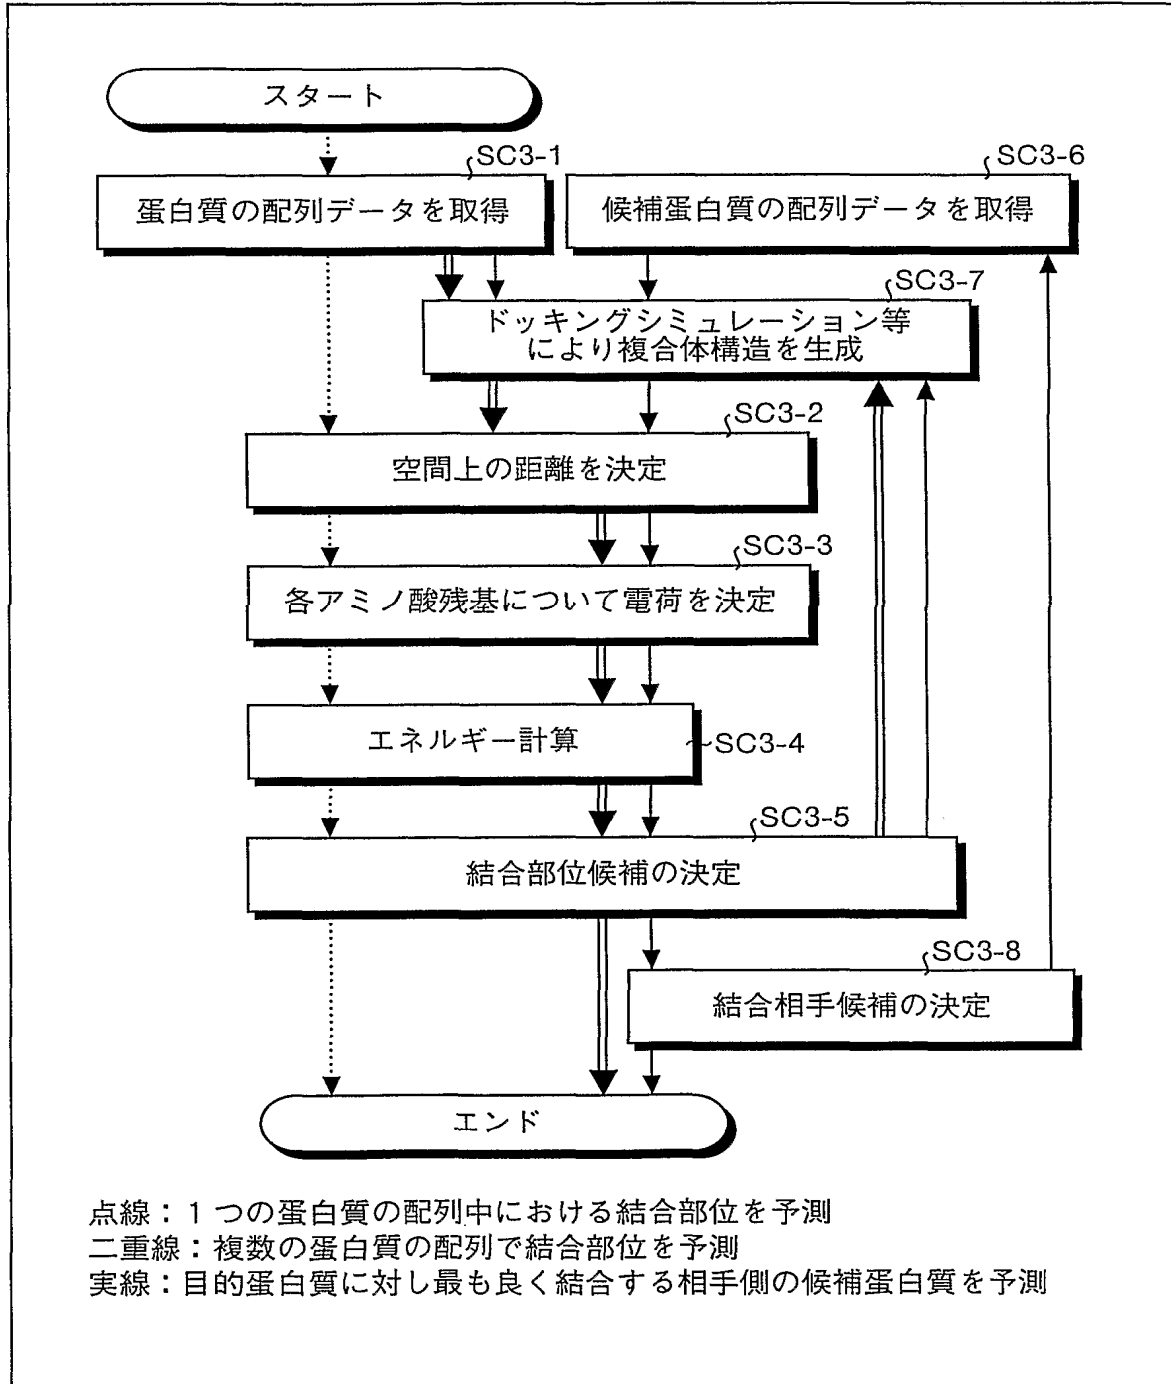 スタート
SC3-1
蛋白質の配列データを取得
SC3-6
候補蛋白質の配列データを取得
SC3-7
ドッキングシミュレーション等
により複合体構造を生成
SC3-2
空間上の距離を決定
SC3-3
各アミノ酸残基について電荷を決定
エネルギー計算
SC3-4
SC3-5
結合部位候補の決定
SC3-8
結合相手候補の決定
エンド
点線：1つの蛋白質の配列中における結合部位を予測
二重線：複数の蛋白質の配列で結合部位を予測
実線：目的蛋白質に対し最も良く結合する相手側の候補蛋白質を予測